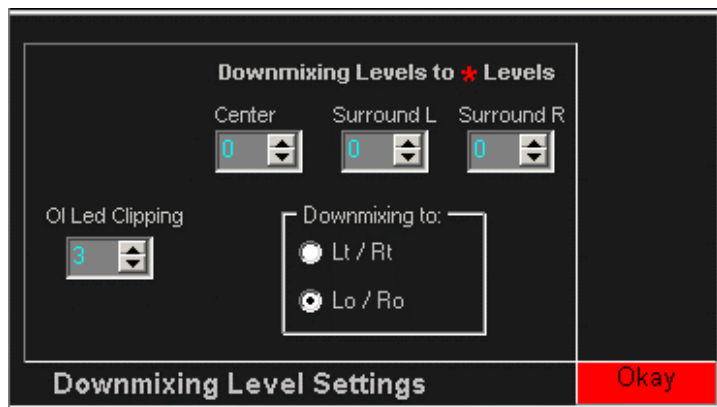 Downmixing Levels to * Levels
Center Surround L Surround R
0 0 0
Ol Led Clipping
3
Downmixing to:
Lt / Rt
Lo / Ro
Downmixing Level Settings
Okay